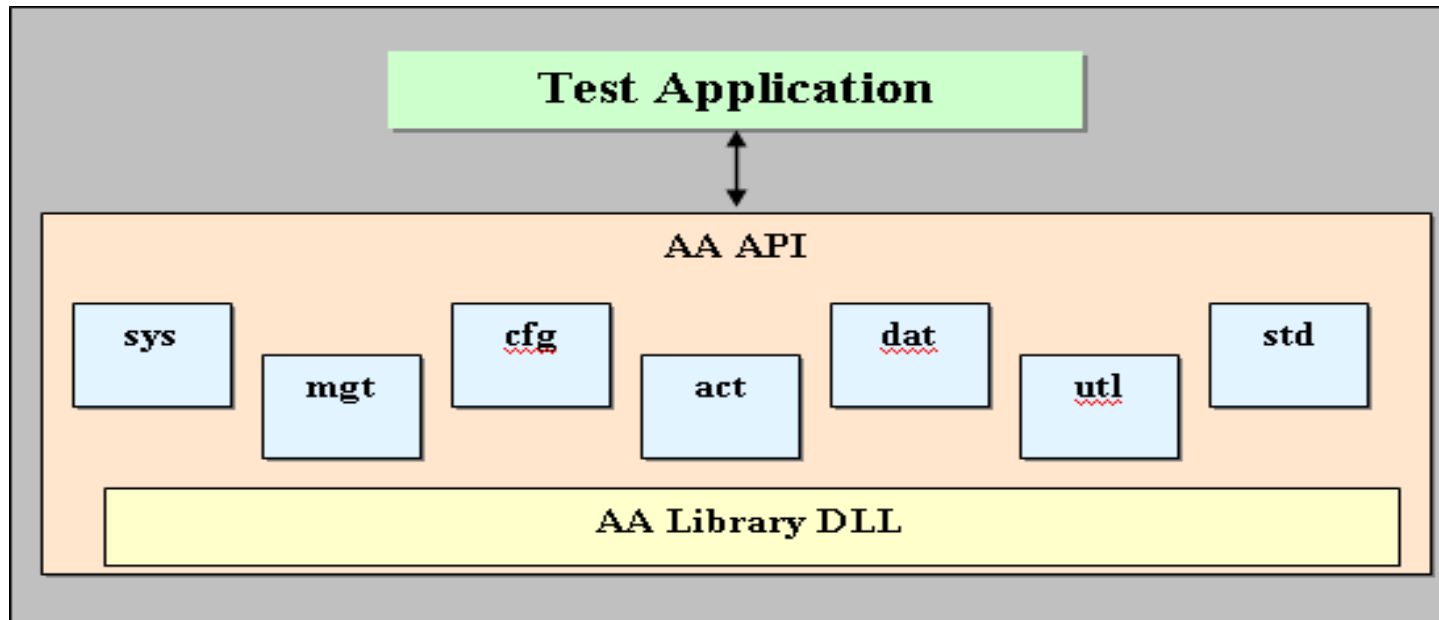 Test Application
AA API
sys
mgt
cfg
act
dat
utl
std
AA Library DLL